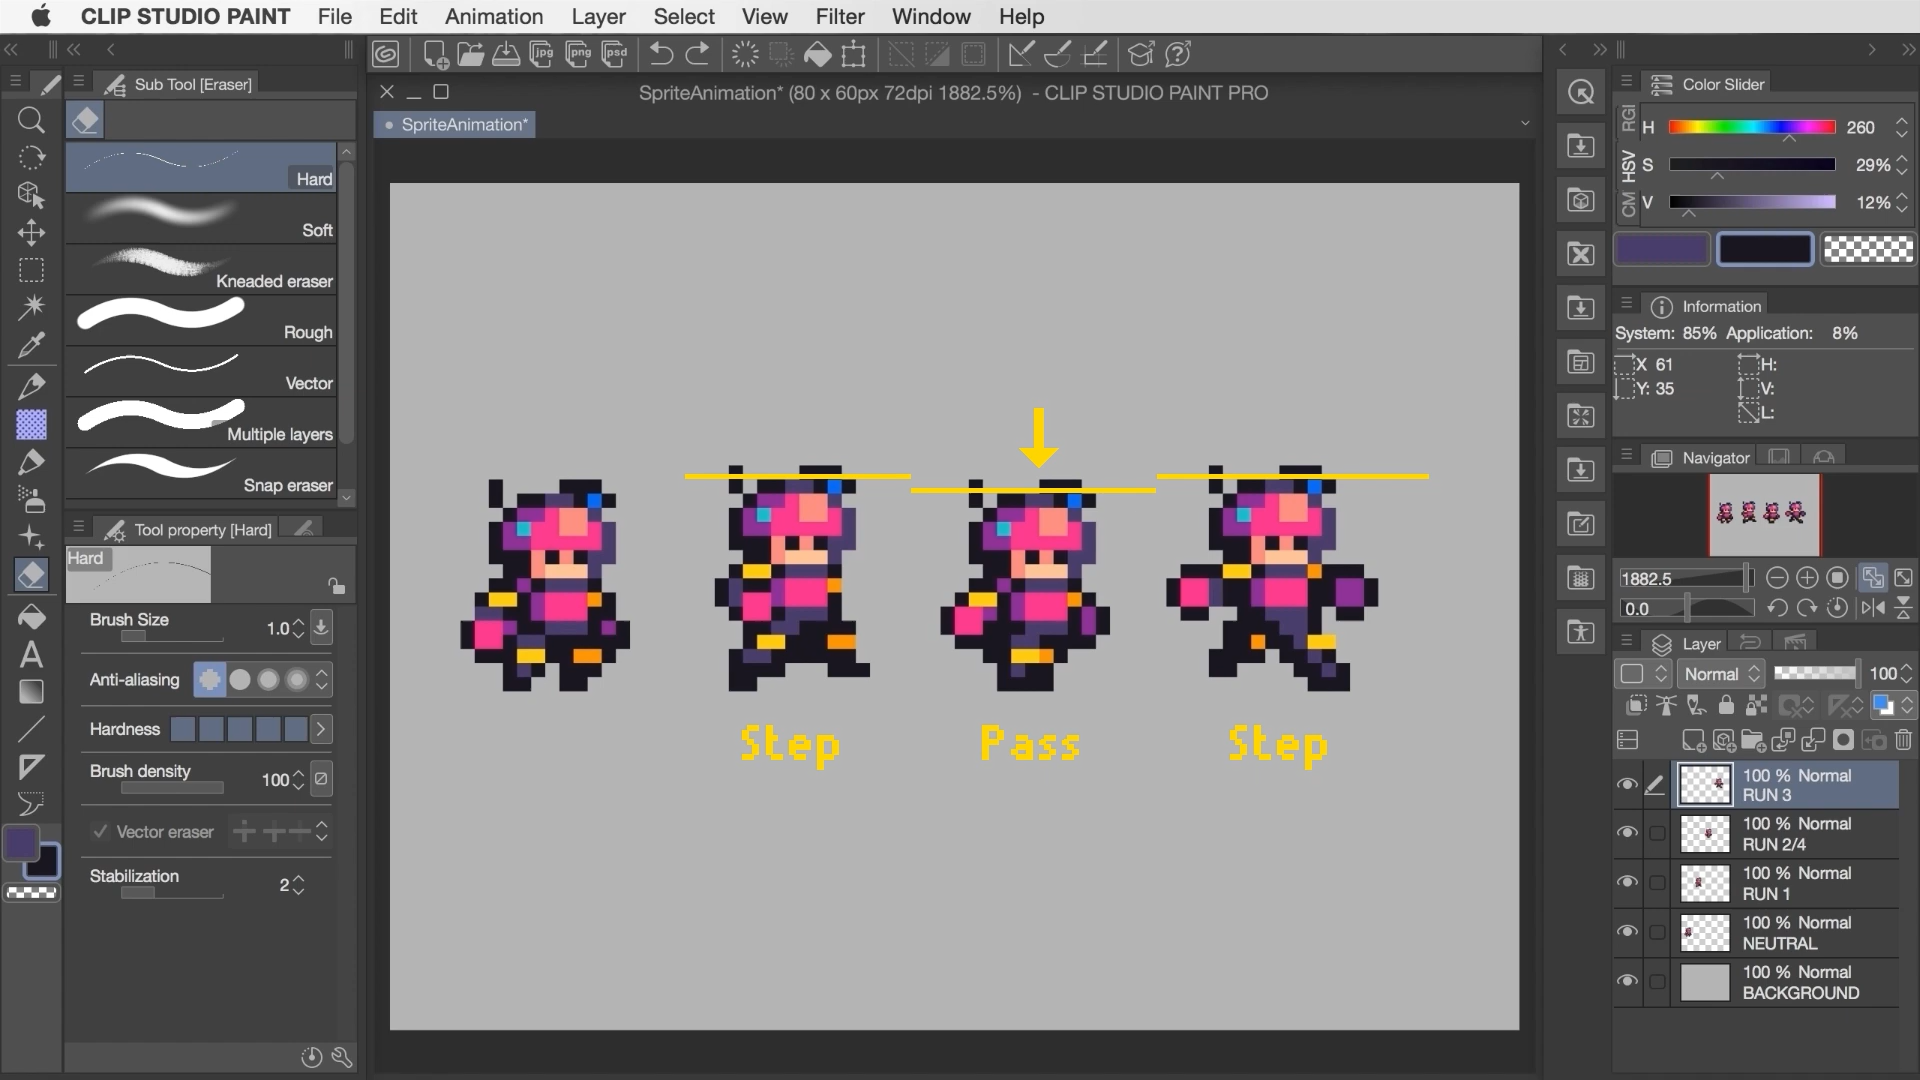 CLIP STUDIO PAINT File Edit Animation Layer Select View Filter Window Help
jpg png psd
Sub Tool [Eraser]
SpriteAnimation* (80 x 60px 72dpi 1882.5%) - CLIP STUDIO PAINT PRO
SpriteAnimation*
Hard
Soft
Kneaded eraser
Rough
Vector
Multiple layers
Snap eraser
Tool property [Hard]
Hard
Brush Size 1.0
Anti-aliasing
Hardness
Brush density 100
Vector eraser
Stabilization 2
Step Pass Step
Color Slider
HSV
CM
H 260
S 29%
V 12%
Information
System: 85% Application: 8%
X 61 H:
Y: 35 V:
L:
Navigator
1882.5
0.0
Layer
Normal 100
100 % Normal
RUN 3
100 % Normal
RUN 2/4
100 % Normal
RUN 1
100 % Normal
NEUTRAL
100 % Normal
BACKGROUND